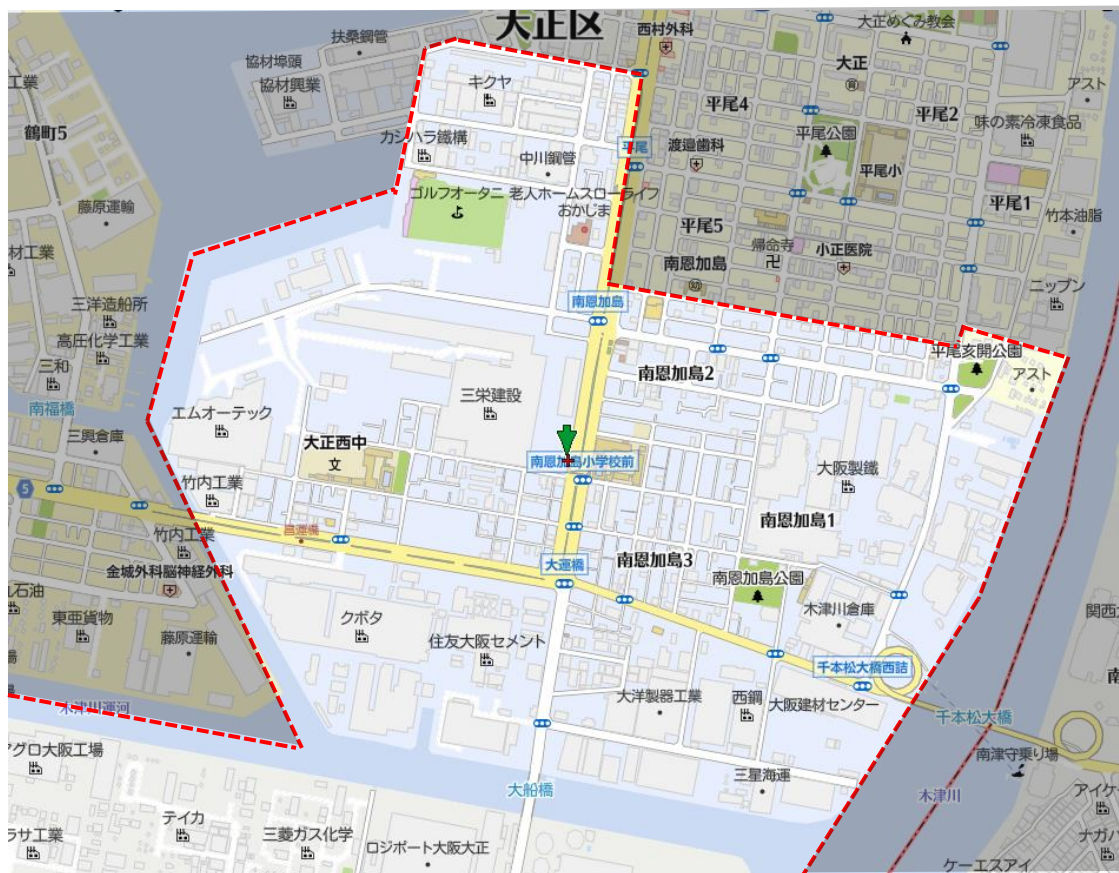 大正区
西村外科
大正めぐみ教会
扶桑鋼管
協材埠頭
協材興業
キクヤ
大正
アスト
平尾4
平尾2
味の素冷凍食品
鶴町5
カシハラ鐵構
平尾
渡邉歯科
平尾公園
中川鋼管
平尾小
藤原運輸
ゴルフオータニ
老人ホームスローライフ
おかじま
平尾1
竹本油脂
平尾5
帰命寺
小正医院
材工業
南恩加島
ニップン
三洋造船所
南恩加島
高圧化学工業
平尾亥開公園
三和
南恩加島2
アスト
三栄建設
南福橋
エムオーテック
三興倉庫
大正西中
南恩加島小学校前
大阪製鐵
竹内工業
5
南恩加島1
竹内工業
昌運橋
大運橋
南恩加島3
金城外科脳神経外科
南恩加島公園
石油
東亜貨物
クボタ
木津川倉庫
関西
藤原運輸
住友大阪セメント
千本松大橋西詰
大洋製器工業
西鋼
大阪建材センター
木津川運河
千本松大橋
アグロ大阪工場
南津守乗り場
三星海運
大船橋
木津川
アイケ
テイカ
ラサ工業
三菱ガス化学
ロジポート大阪大正
ナガハ
ケーエスアイ